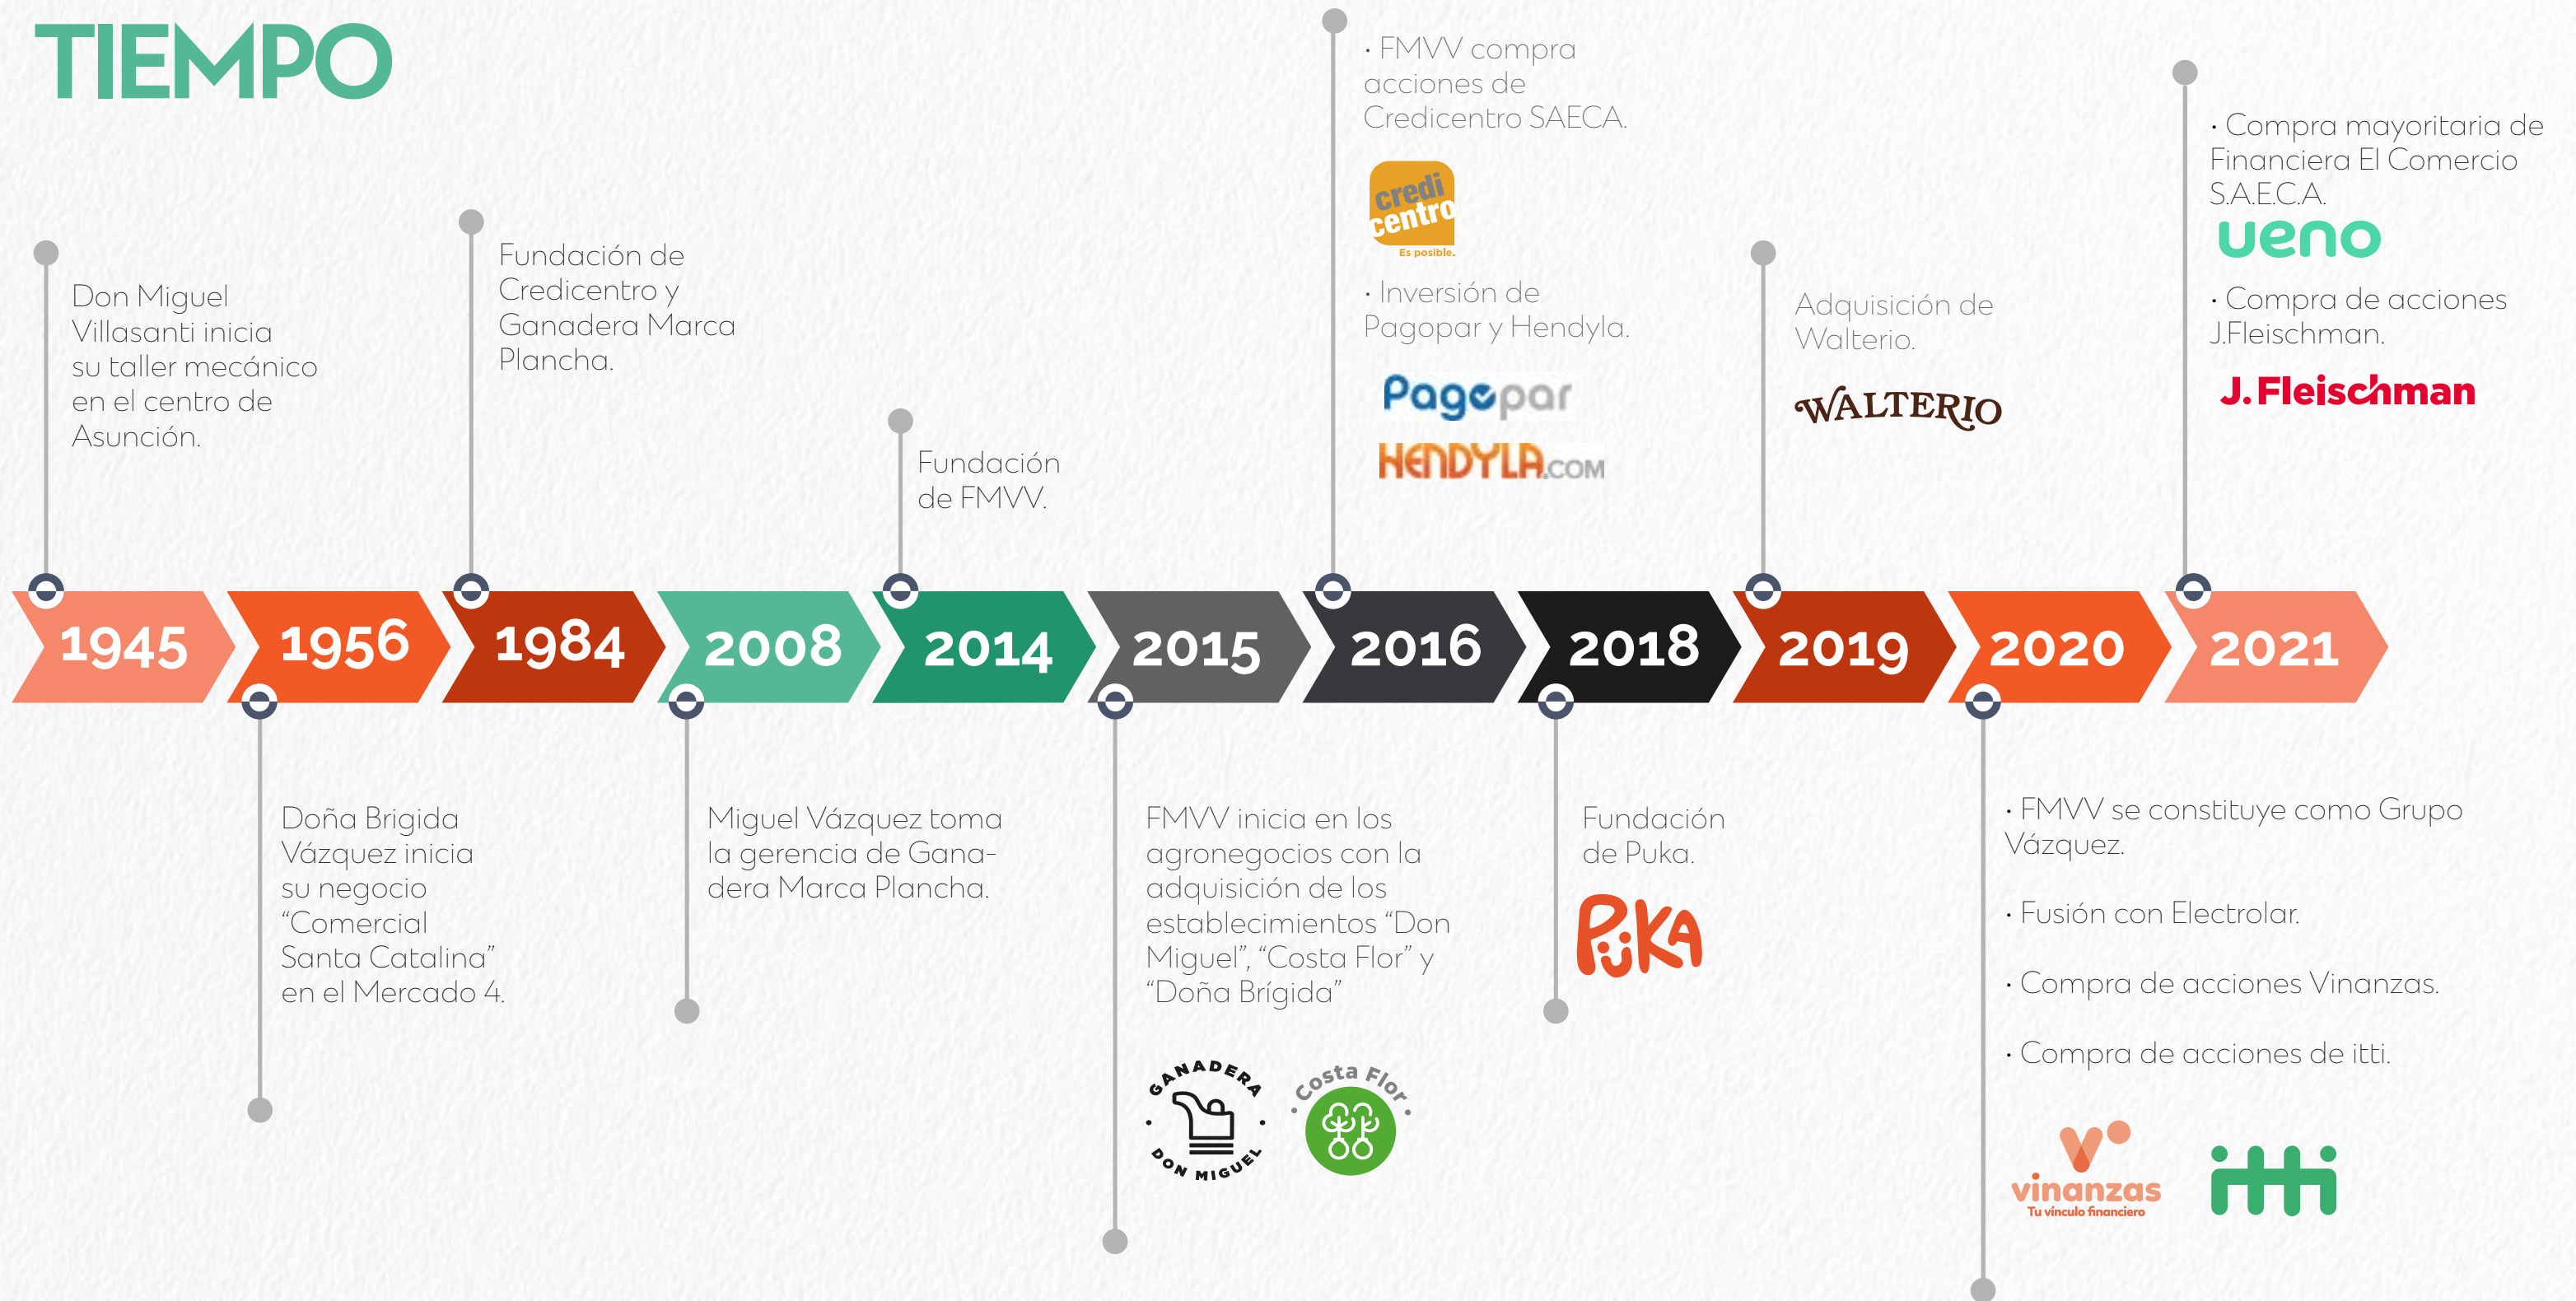 TIEMPO
1945
Don Miguel
Villasanti inicia
su taller mecánico
en el centro de
Asunción.
1956
Doña Brigida
Vázquez inicia
su negocio
“Comercial
Santa Catalina”
en el Mercado 4.
1984
Fundación de
Credicentro y
Ganadera Marca
Plancha.
2008
Miguel Vázquez toma
la gerencia de Gana-
dera Marca Plancha.
2014
Fundación
de FMVV.
2015
FMVV inicia en los
agronegocios con la
adquisición de los
establecimientos “Don
Miguel”, “Costa Flor” y
“Doña Brígida”
GANADERA
DON MIGUEL
Costa Flor
2016
• FMVV compra
acciones de
Credicentro SAECA.
credi
centro
Es posible.
• Inversión de
Pagopar y Hendyla.
Pagopar
HENDYLA.COM
2018
Fundación
de Puka.
PUKA
2019
Adquisición de
Walterio.
WALTERIO
2020
• FMVV se constituye como Grupo
Vázquez.
• Fusión con Electrolar.
• Compra de acciones Vinanzas.
• Compra de acciones de itti.
vinanzas
Tu vínculo financiero
itti
2021
• Compra mayoritaria de
Financiera El Comercio
S.A.E.C.A.
ueno
• Compra de acciones
J.Fleischman.
J. Fleischman